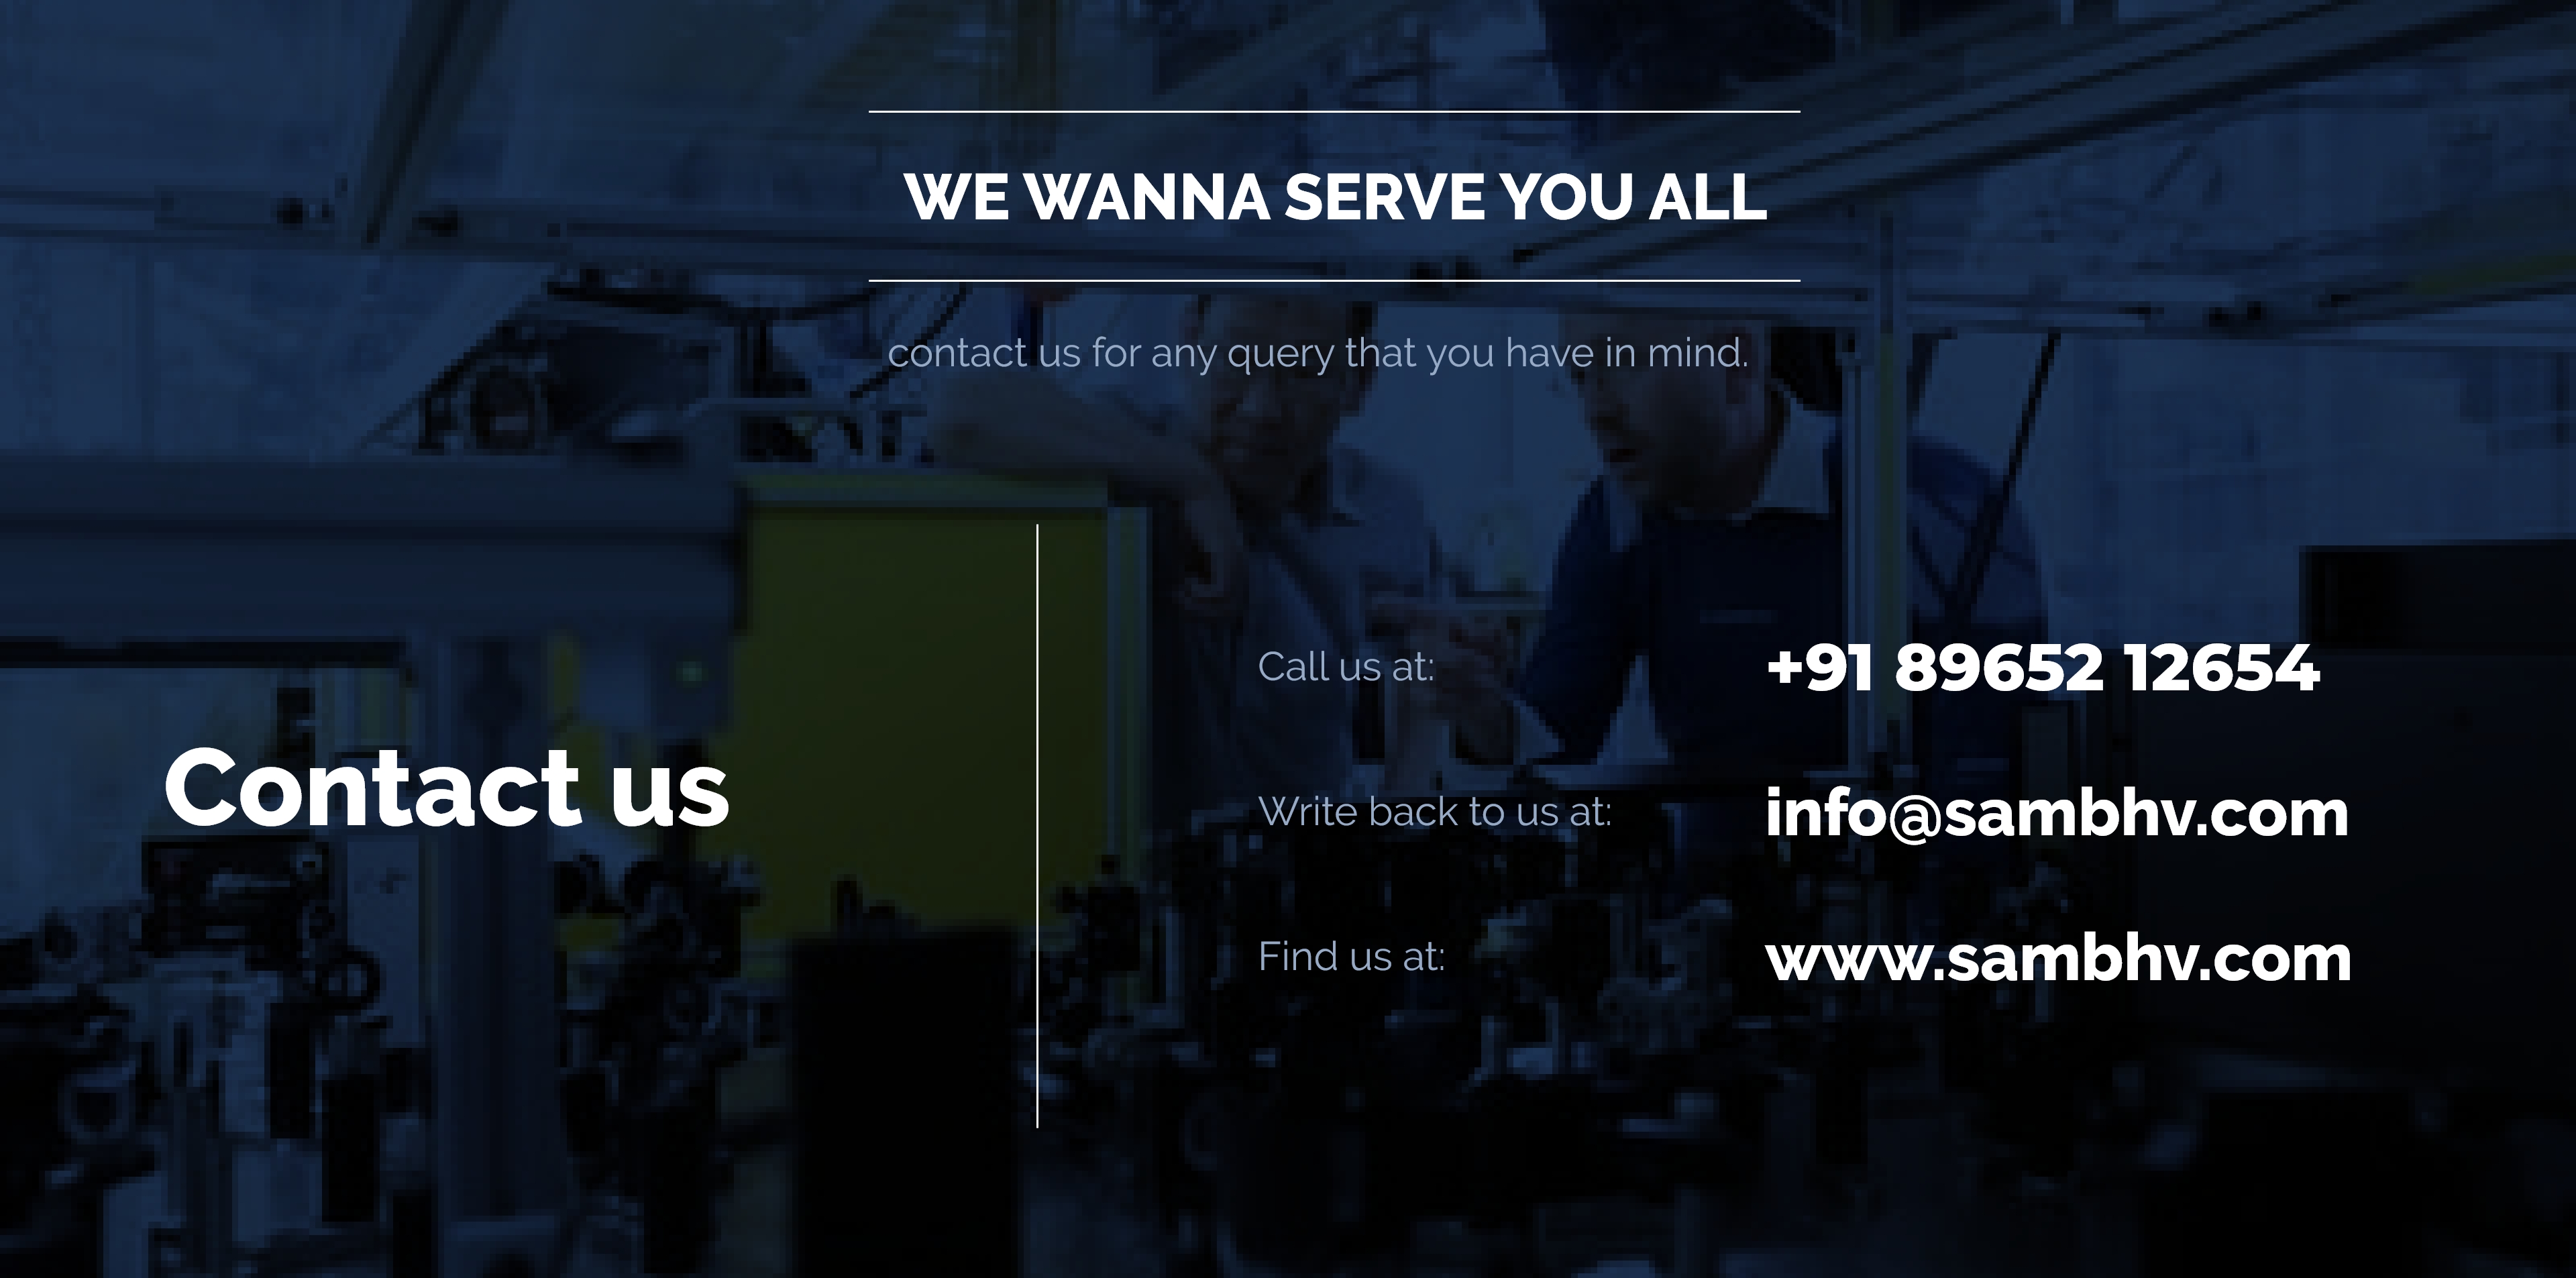 WE WANNA SERVE YOU ALL
contact us for any query that you have in mind.
Contact us
Call us at: +91 89652 12654
Write back to us at: info@sambhv.com
Find us at: www.sambhv.com